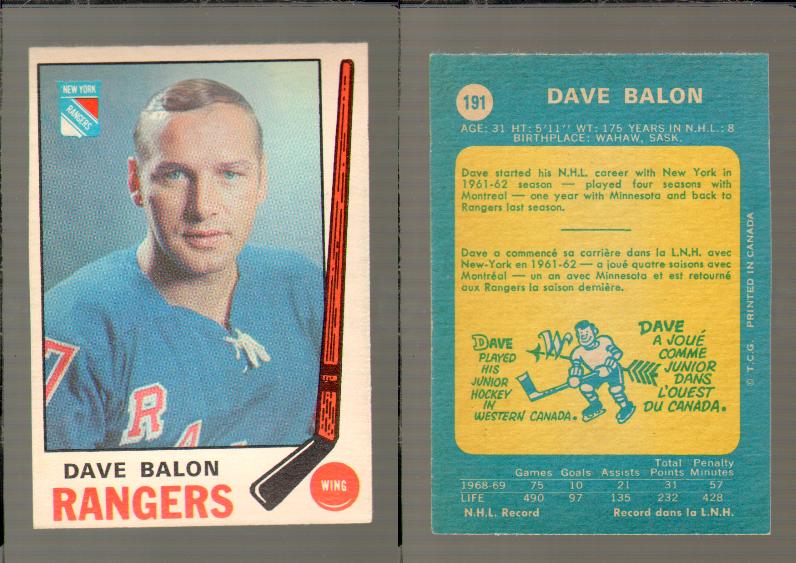 NEW YORK
RANGERS
7
RA
DAVE BALON
RANGERS
WING
191
DAVE BALON
AGE: 31 HT: 5'11'' WT: 175 YEARS IN N.H.L.: 8
BIRTHPLACE: WAHAW, SASK.
Dave started his N.H.L. career with New York in
1961-62 season — played four seasons with
Montreal — one year with Minnesota and back to
Rangers last season.
Dave a commencé sa carrière dans la L.N.H. avec
New-York en 1961-62 — a joué quatre saisons avec
Montréal — un an avec Minnesota et est retourné
aux Rangers la saison dernière.
DAVE
PLAYED
HIS
JUNIOR
HOCKEY
IN
WESTERN CANADA.
W
DAVE
A JOUÉ
COMME
JUNIOR
DANS
L'OUEST
DU CANADA.
© T.C.G. PRINTED IN CANADA
Games Goals Assists Total Points Penalty Minutes
1968-69 75 10 21 31 57
LIFE 490 97 135 232 428
N.H.L. Record Record dans la L.N.H.